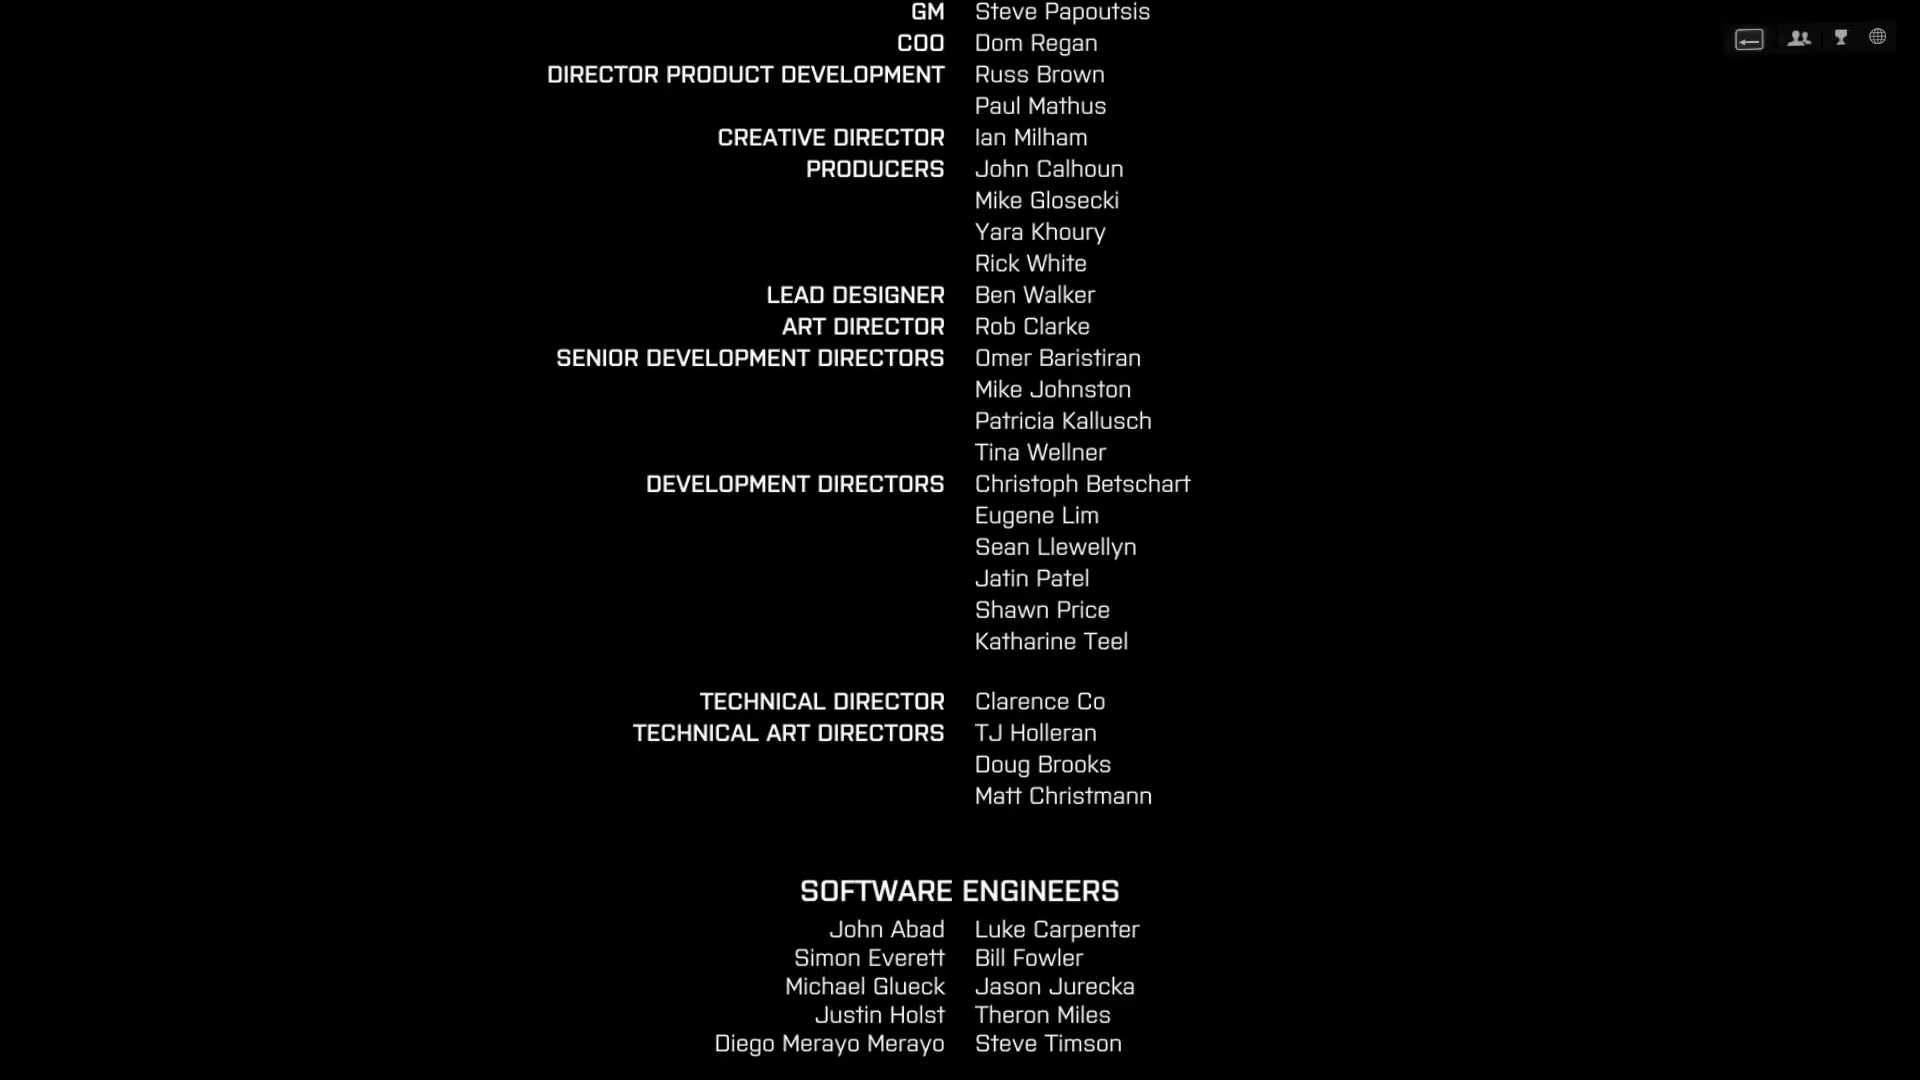 GM Steve Papoutsis
COO Dom Regan
DIRECTOR PRODUCT DEVELOPMENT Russ Brown
Paul Mathus
CREATIVE DIRECTOR Ian Milham
PRODUCERS John Calhoun
Mike Glosecki
Yara Khoury
Rick White
LEAD DESIGNER Ben Walker
ART DIRECTOR Rob Clarke
SENIOR DEVELOPMENT DIRECTORS Omer Baristiran
Mike Johnston
Patricia Kallusch
Tina Wellner
DEVELOPMENT DIRECTORS Christoph Betschart
Eugene Lim
Sean Llewellyn
Jatin Patel
Shawn Price
Katharine Teel
TECHNICAL DIRECTOR Clarence Co
TECHNICAL ART DIRECTORS TJ Holleran
Doug Brooks
Matt Christmann
SOFTWARE ENGINEERS
John Abad Luke Carpenter
Simon Everett Bill Fowler
Michael Glueck Jason Jurecka
Justin Holst Theron Miles
Diego Merayo Merayo Steve Timson